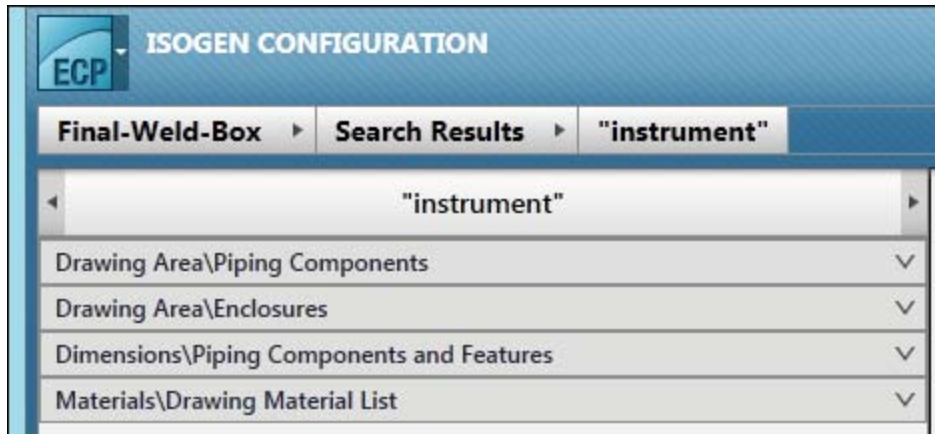 ISOGEN CONFIGURATION
ECP
Final-Weld-Box Search Results "instrument"
"instrument"
Drawing Area\Piping Components
Drawing Area\Enclosures
Dimensions\Piping Components and Features
Materials\Drawing Material List